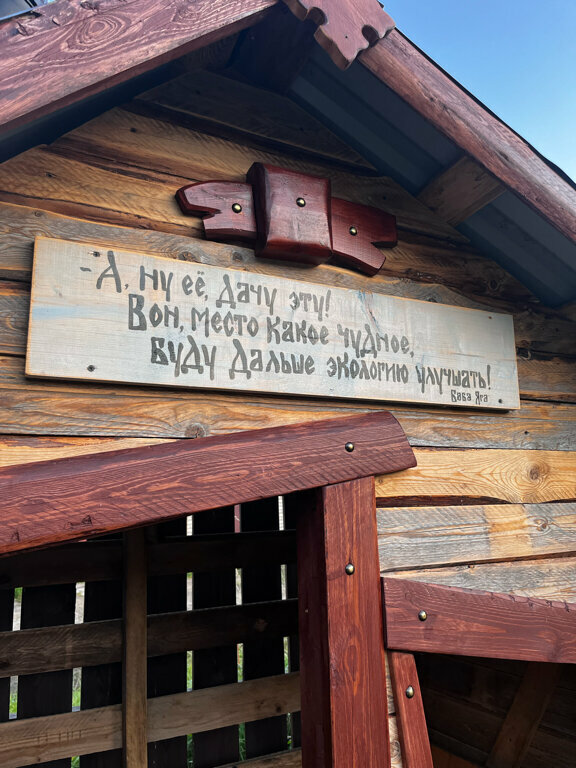 -А, ну её, дачу эту!
Вон, место какое чудное,
Буду дальше экологию улучшать!
Баба Яга